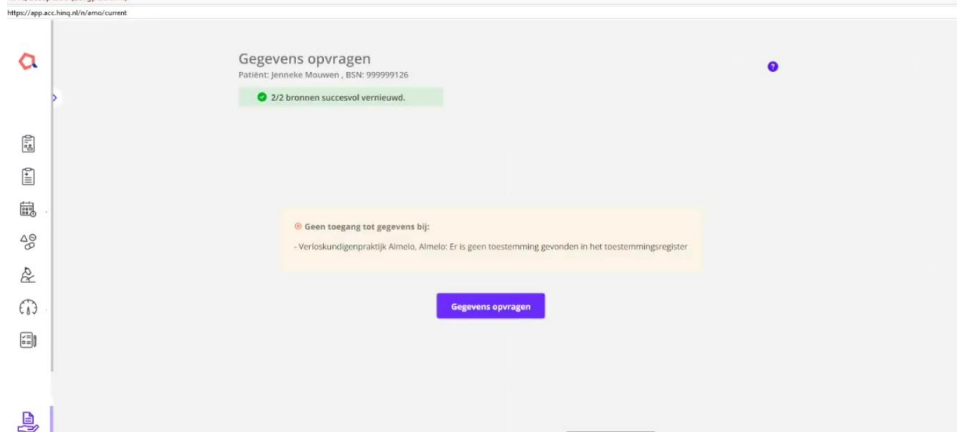 https://app.acc.hinq.nl/n/amo/current
Gegevens opvragen
Patiënt: Jenneke Mouwen , BSN: 999999126
?
2/2 bronnen succesvol vernieuwd.
Geen toegang tot gegevens bij:
- Verloskundigenpraktijk Almelo, Almelo: Er is geen toestemming gevonden in het toestemmingsregister
Gegevens opvragen